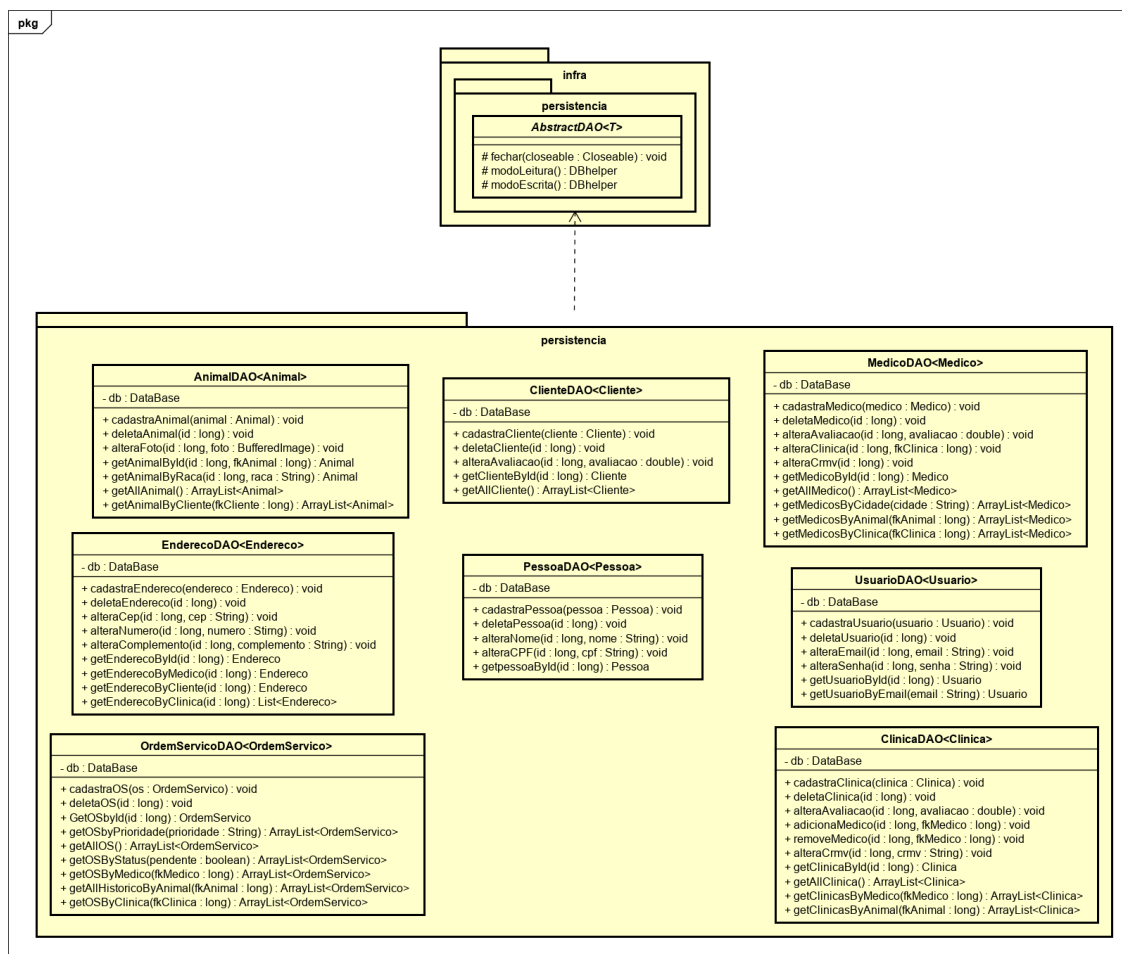 pkg
infra
persistencia
AbstractDAO<T>
# fechar(closeable : Closeable) : void
# modoLeitura() : DBhelper
# modoEscrita() : DBhelper
persistencia
AnimalDAO<Animal>
- db : DataBase
+ cadastraAnimal(animal : Animal) : void
+ deletaAnimal(id : long) : void
+ alteraFoto(id : long, foto : BufferedImage) : void
+ getAnimalById(id : long, fkAnimal : long) : Animal
+ getAnimalByRaca(id : long, raca : String) : Animal
+ getAllAnimal() : ArrayList<Animal>
+ getAnimalByCliente(fkCliente : long) : ArrayList<Animal>
ClienteDAO<Cliente>
- db : DataBase
+ cadastraCliente(cliente : Cliente) : void
+ deletaCliente(id : long) : void
+ alteraAvaliacao(id : long, avaliacao : double) : void
+ getClienteById(id : long) : Cliente
+ getAllCliente() : ArrayList<Cliente>
MedicoDAO<Medico>
- db : DataBase
+ cadastraMedico(medico : Medico) : void
+ deletaMedico(id : long) : void
+ alteraAvaliacao(id : long, avaliacao : double) : void
+ alteraClinica(id : long, fkClinica : long) : void
+ alteraCrmv(id : long) : void
+ getMedicoById(id : long) : Medico
+ getAllMedico() : ArrayList<Medico>
+ getMedicosByCidade(cidade : String) : ArrayList<Medico>
+ getMedicosByAnimal(fkAnimal : long) : ArrayList<Medico>
+ getMedicosByClinica(fkClinica : long) : ArrayList<Medico>
EnderecoDAO<Endereco>
- db : DataBase
+ cadastraEndereco(endereco : Endereco) : void
+ deletaEndereco(id : long) : void
+ alteraCep(id : long, cep : String) : void
+ alteraNumero(id : long, numero : Stirng) : void
+ alteraComplemento(id : long, complemento : String) : void
+ getEnderecoById(id : long) : Endereco
+ getEnderecoByMedico(id : long) : Endereco
+ getEnderecoByCliente(id : long) : Endereco
+ getEnderecoByClinica(id : long) : List<Endereco>
PessoaDAO<Pessoa>
- db : DataBase
+ cadastraPessoa(pessoa : Pessoa) : void
+ deletaPessoa(id : long) : void
+ alteraNome(id : long, nome : String) : void
+ alteraCPF(id : long, cpf : String) : void
+ getpessoaById(id : long) : Pessoa
UsuarioDAO<Usuario>
- db : DataBase
+ cadastraUsuario(usuario : Usuario) : void
+ deletaUsuario(id : long) : void
+ alteraEmail(id : long, email : String) : void
+ alteraSenha(id : long, senha : String) : void
+ getUsuarioById(id : long) : Usuario
+ getUsuarioByEmail(email : String) : Usuario
OrdemServicoDAO<OrdemServico>
- db : DataBase
+ cadastraOS(os : OrdemServico) : void
+ deletaOS(id : long) : void
+ GetOSbyId(id : long) : OrdemServico
+ getOSbyPrioridade(prioridade : String) : ArrayList<OrdemServico>
+ getAllOS() : ArrayList<OrdemServico>
+ getOSByStatus(pendente : boolean) : ArrayList<OrdemServico>
+ getOSByMedico(fkMedico : long) : ArrayList<OrdemServico>
+ getAllHistoricoByAnimal(fkAnimal : long) : ArrayList<OrdemServico>
+ getOSByClinica(fkClinica : long) : ArrayList<OrdemServico>
ClinicaDAO<Clinica>
- db : DataBase
+ cadastraClinica(clinica : Clinica) : void
+ deletaClinica(id : long) : void
+ alteraAvaliacao(id : long, avaliacao : double) : void
+ adicionaMedico(id : long, fkMedico : long) : void
+ removeMedico(id : long, fkMedico : long) : void
+ alteraCrmv(id : long, crmv : String) : void
+ getClinicaById(id : long) : Clinica
+ getAllClinica() : ArrayList<Clinica>
+ getClinicasByMedico(fkMedico : long) : ArrayList<Clinica>
+ getClinicasByAnimal(fkAnimal : long) : ArrayList<Clinica>